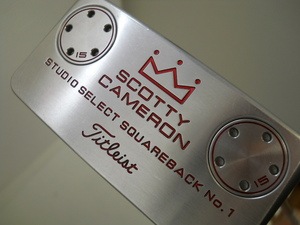 15
SCOTTY
CAMERON
STUDIO SELECT SQUAREBACK No. 1
Titleist
15